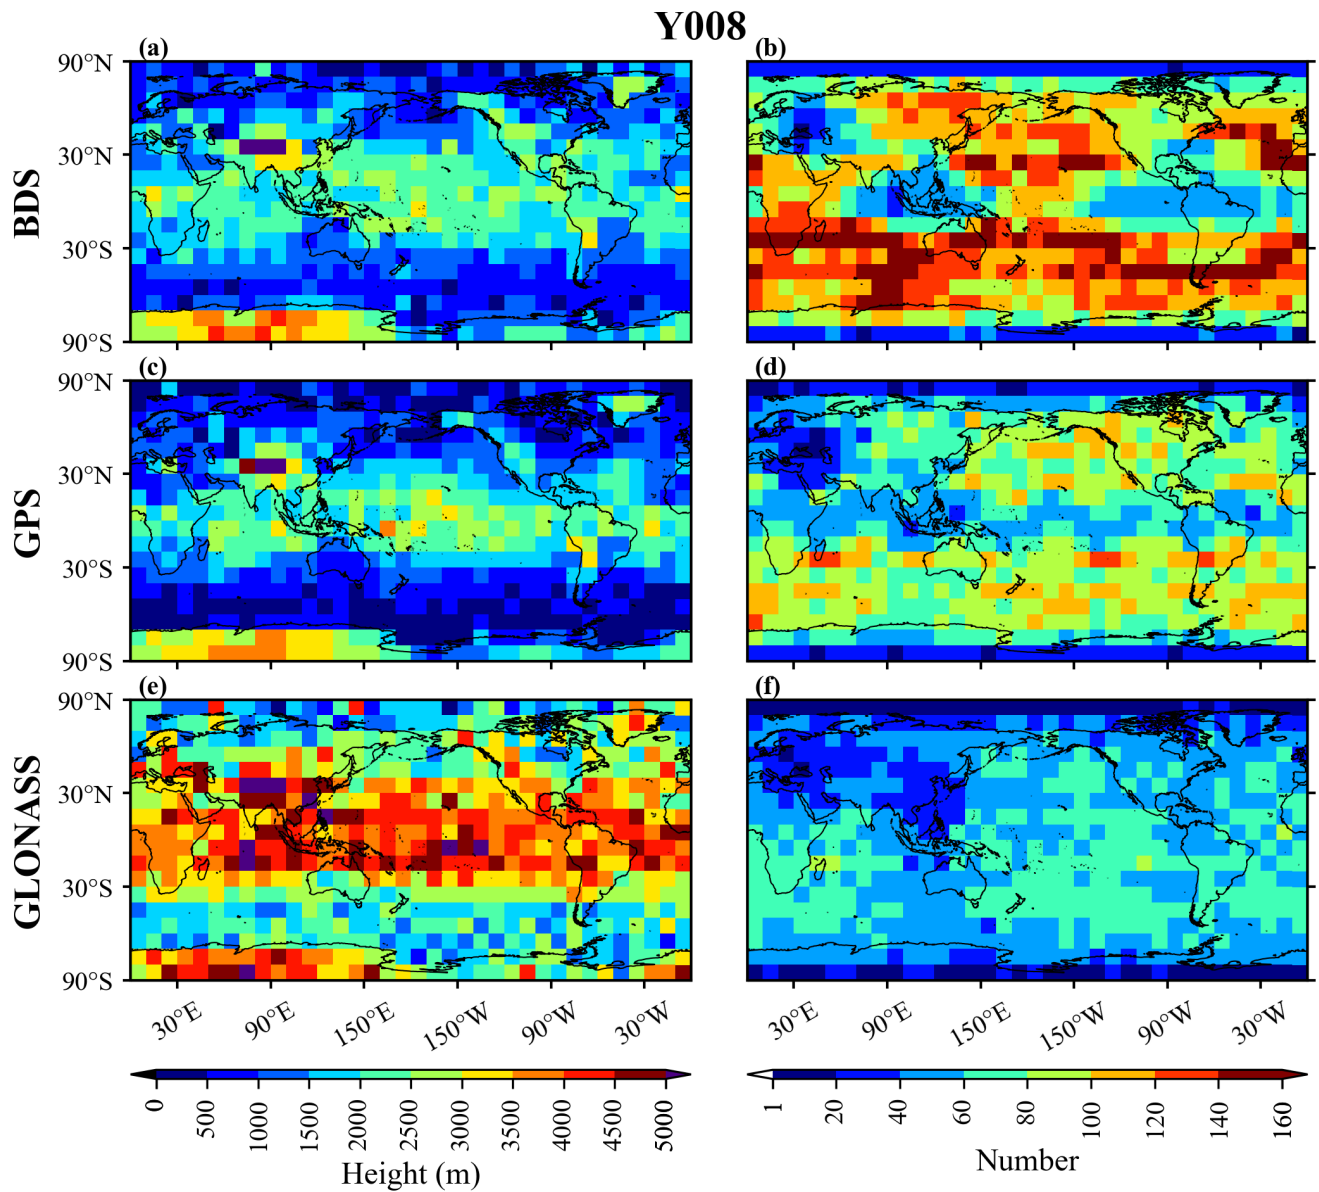 Y008
(a)
(b)
90°N
30°N
30°S
90°S
BDS
(c)
(d)
90°N
30°N
30°S
90°S
GPS
(e)
(f)
90°N
30°N
30°S
90°S
GLONASS
30°E 90°E 150°E 150°W 90°W 30°W
30°E 90°E 150°E 150°W 90°W 30°W
0 500 1000 1500 2000 2500 3000 3500 4000 4500 5000
Height (m)
1 20 40 60 80 100 120 140 160
Number